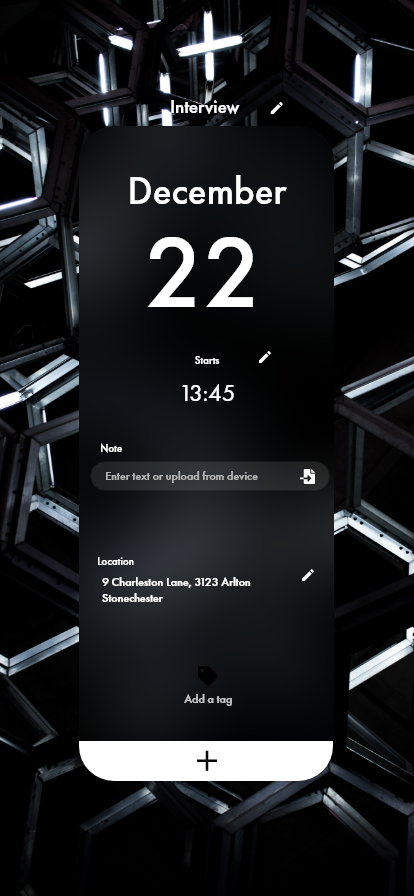 Interview
December
22
Starts
13:45
Note
Enter text or upload from device
Location
9 Charleston Lane, 3123 Arlton
Stonechester
Add a tag